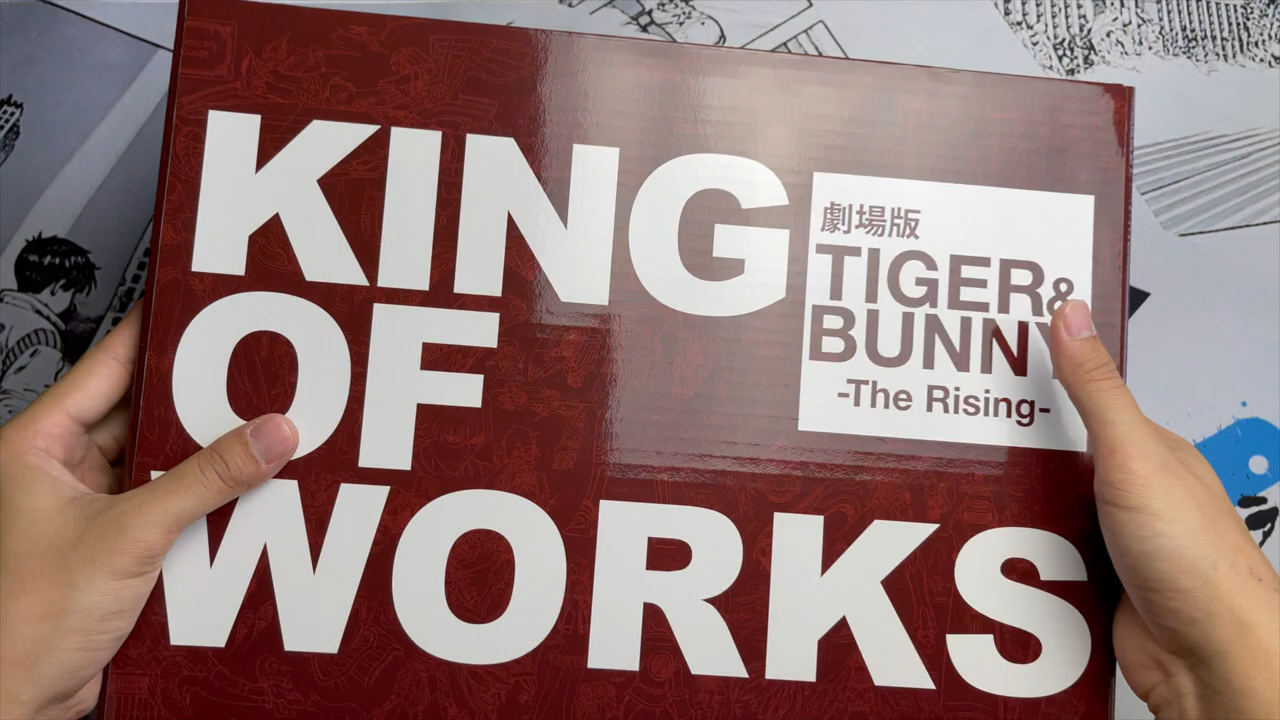 KING
OF
WORKS
劇場版
TIGER&
BUNNY
-The Rising-